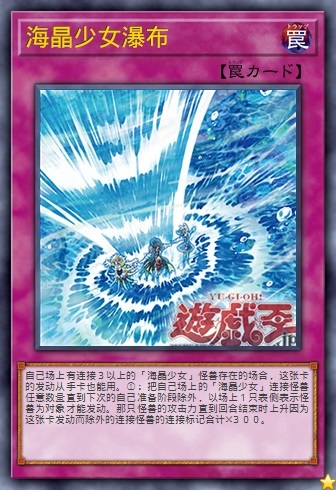 海晶少女瀑布
トラップ
罠
【罠カード】
トラップ
YU-GI-OH!
遊戯王
自己场上有连接3以上的「海晶少女」怪兽存在的场合,这张卡
的发动从手卡也能用。①:把自己场上的「海晶少女」连接怪兽
任意数量直到下次的自己准备阶段除外,以场上1只表侧表示怪
兽为对象才能发动。那只怪兽的攻击力直到回合结束时上升因为
这张卡发动而除外的连接怪兽的连接标记合计×300。